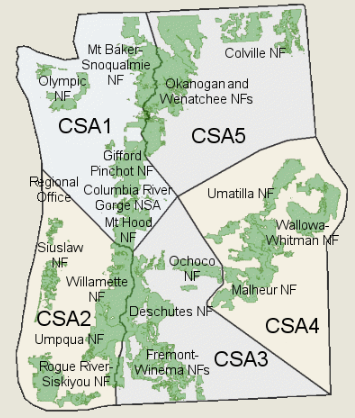 Mt Baker-
Snoqualmie
NF
Colville NF
Olympic
NF
Okanogan and
Wenatchee NFs
CSA1
CSA5
Gifford
Pinchot NF
Regional
Office
Columbia River
Gorge NSA
Mt Hood
NF
Umatilla NF
Wallowa-
Whitman NF
Siuslaw
NF
Ochoco
NF
Willamette
NF
Malheur NF
Deschutes NF
CSA2
CSA4
Umpqua NF
Rogue River-
Siskiyou NF
Fremont-
Winema NFs
CSA3